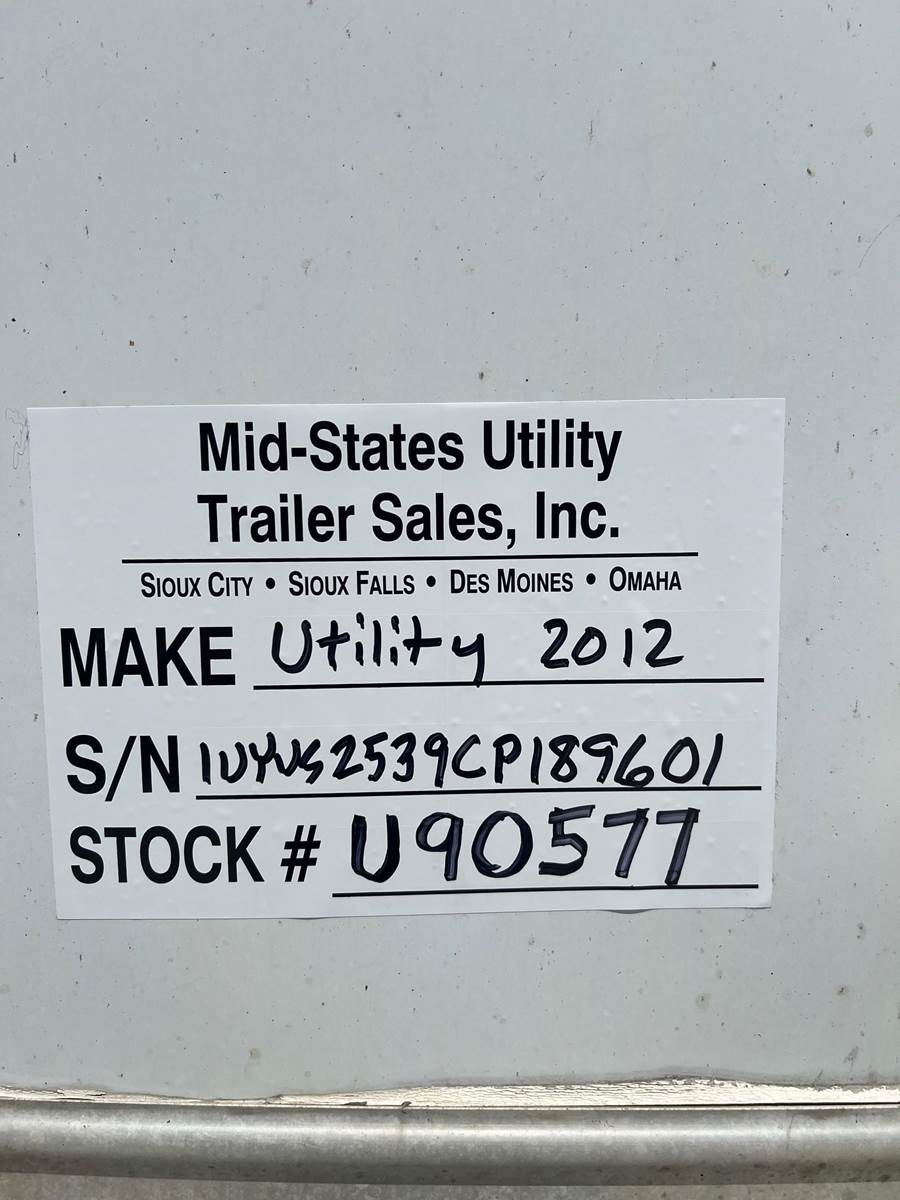 Mid-States Utility
Trailer Sales, Inc.
SIOUX CITY • SIOUX FALLS • DES MOINES • OMAHA
MAKE Utility 2012
S/N 1UYVS2539CP189601
STOCK # U90577